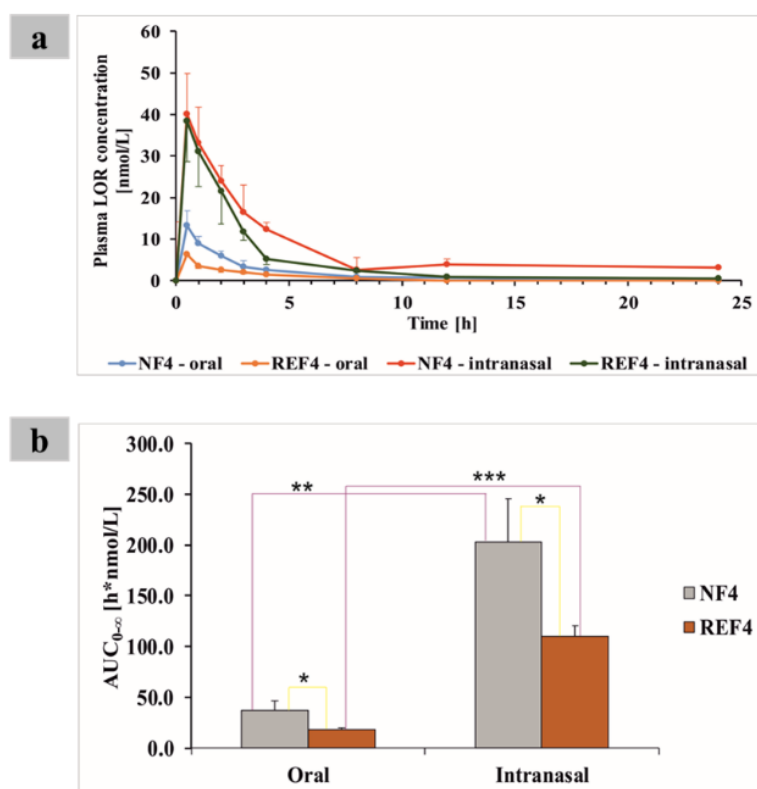 a
Plasma LOR concentration
[nmol/L]
60
50
40
30
20
10
0
0 5 10 15 20 25
Time [h]
NF4 - oral REF4 - oral NF4 - intranasal REF4 - intranasal
b
AUC0-∞ [h*nmol/L]
300.0
250.0
200.0
150.0
100.0
50.0
0.0
** ***
*
*
NF4
REF4
Oral Intranasal